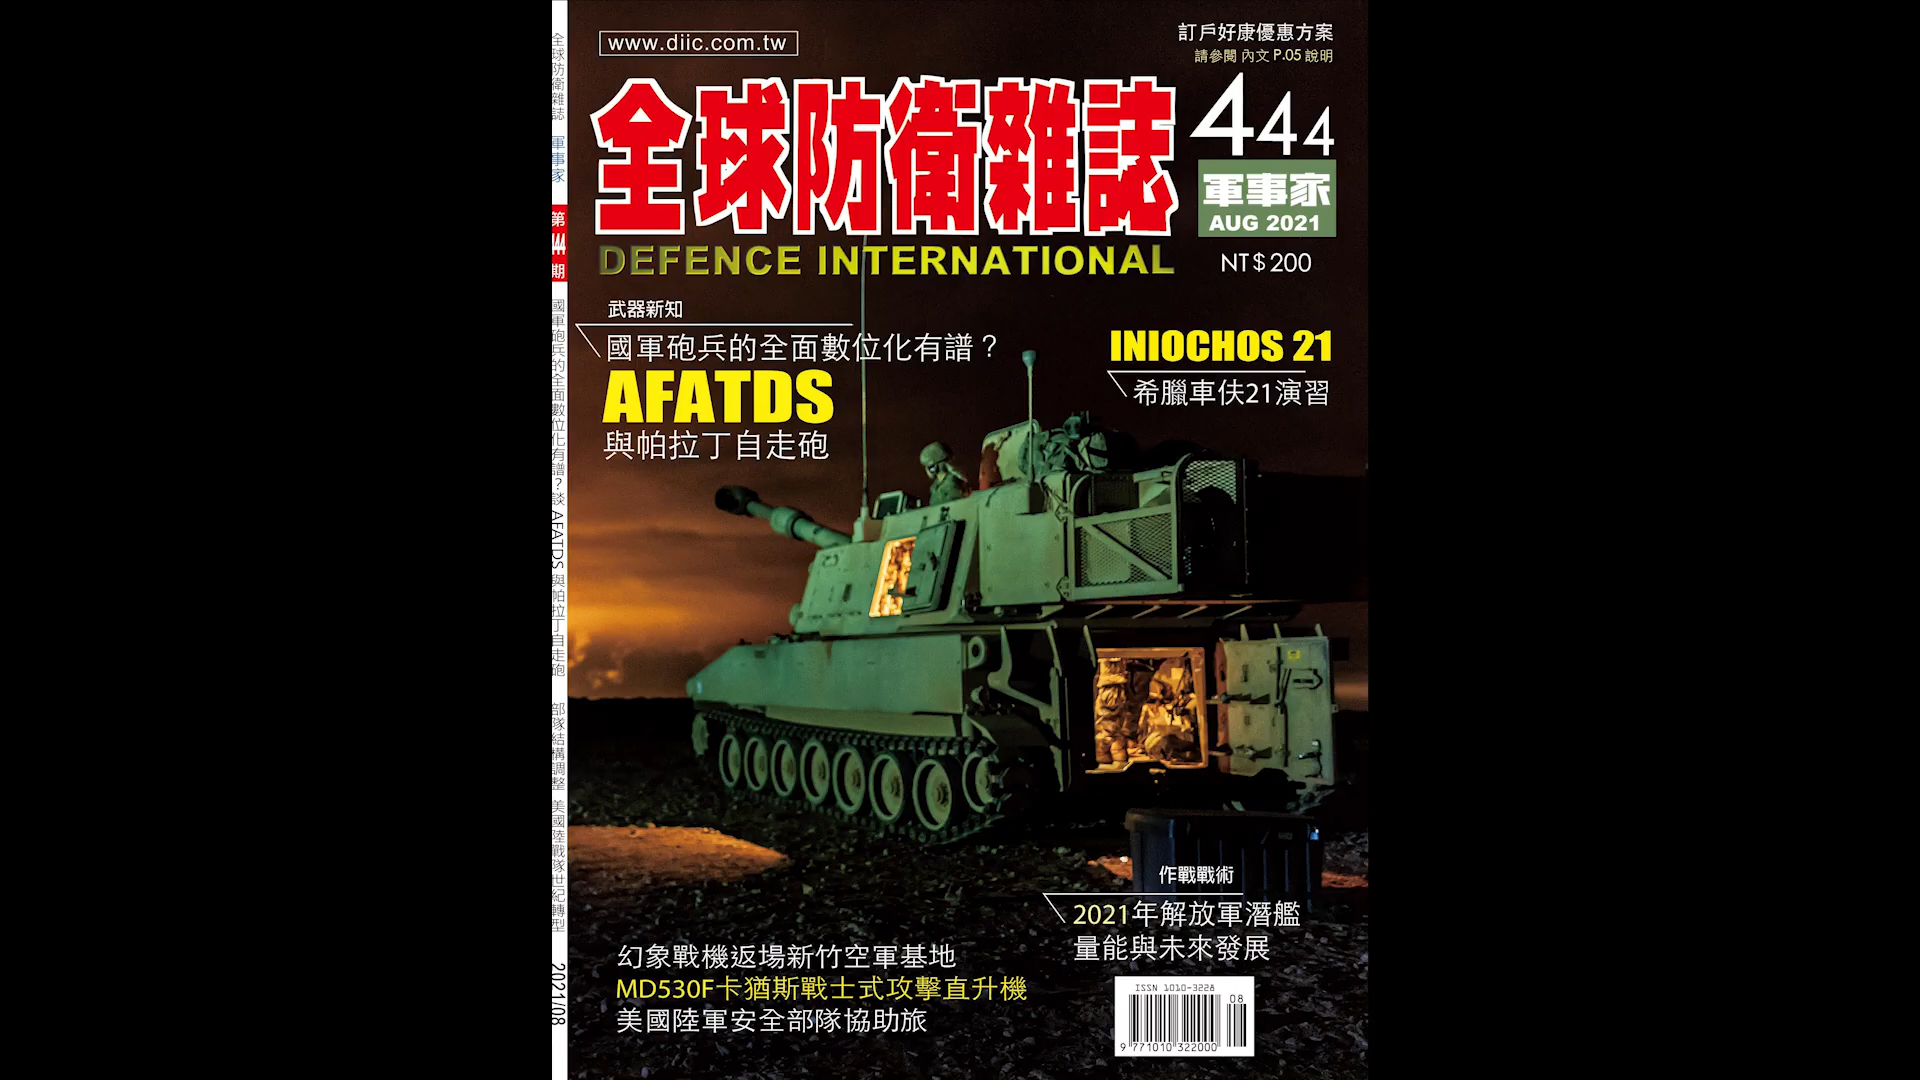 www.diic.com.tw
訂戶好康優惠方案
請參閱 內文 P.05 說明
全球防衛雜誌
444
軍事家
AUG 2021
DEFENCE INTERNATIONAL
NT$200
武器新知
國軍砲兵的全面數位化有譜？
AFATDS
與帕拉丁自走砲
INIOCHOS 21
希臘車伕21演習
作戰戰術
2021年解放軍潛艦
量能與未來發展
幻象戰機返場新竹空軍基地
MD530F卡猶斯戰士式攻擊直升機
美國陸軍安全部隊協助旅
ISSN 1010-3228
08
9 771010 322000
全球防衛雜誌 軍事家 第444期 國軍砲兵的全面數位化有譜？談 AFATDS 與帕拉丁自走砲 部隊結構調整 美國陸戰隊世紀轉型 2021/08